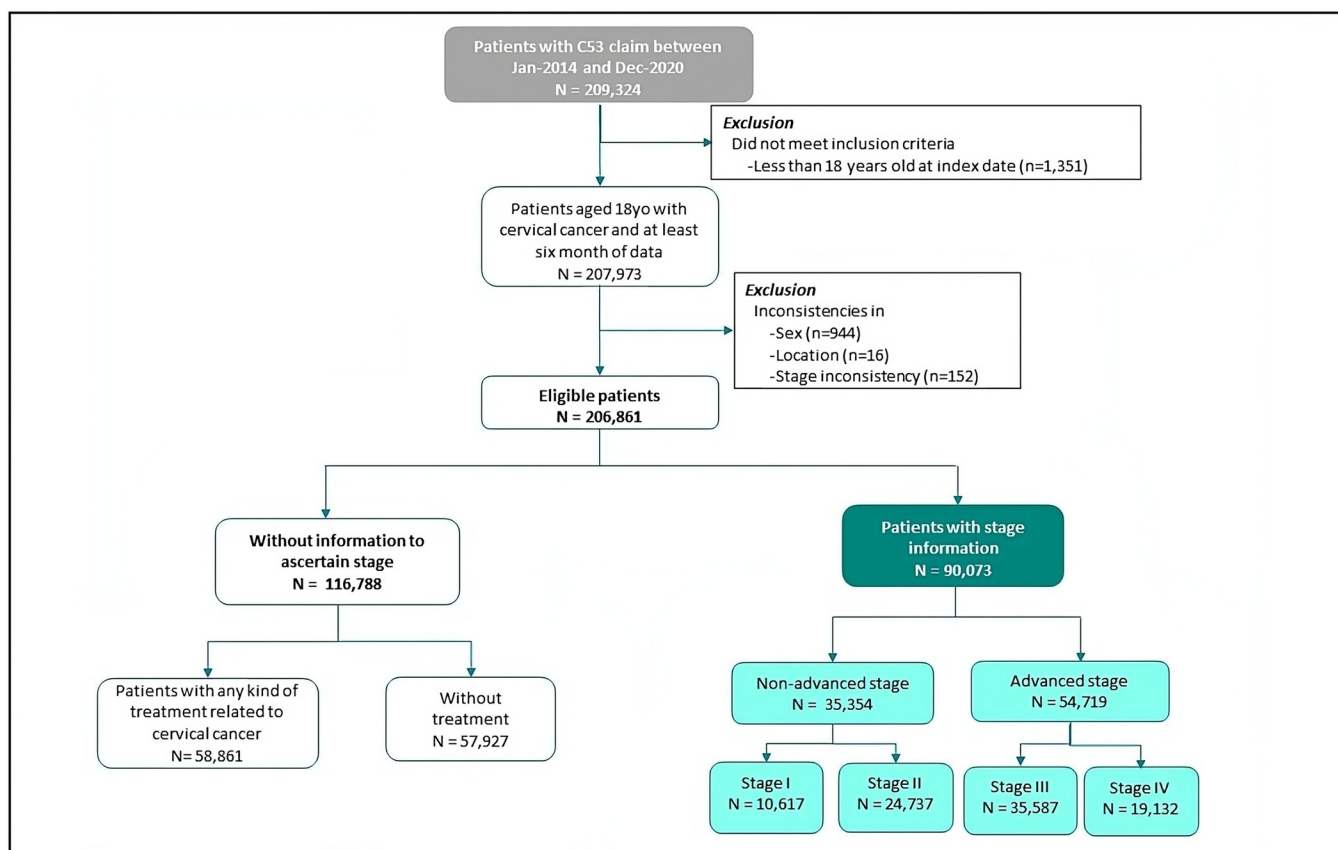 Patients with C53 claim between
Jan-2014 and Dec-2020
N = 209,324
Exclusion
Did not meet inclusion criteria
-Less than 18 years old at index date (n=1,351)
Patients aged 18yo with
cervical cancer and at least
six month of data
N = 207,973
Exclusion
Inconsistencies in
-Sex (n=944)
-Location (n=16)
-Stage inconsistency (n=152)
Eligible patients
N = 206,861
Without information to
ascertain stage
N = 116,788
Patients with stage
information
N = 90,073
Patients with any kind of
treatment related to
cervical cancer
N= 58,861
Without
treatment
N = 57,927
Non-advanced stage
N = 35,354
Advanced stage
N = 54,719
Stage I
N = 10,617
Stage II
N = 24,737
Stage III
N = 35,587
Stage IV
N = 19,132